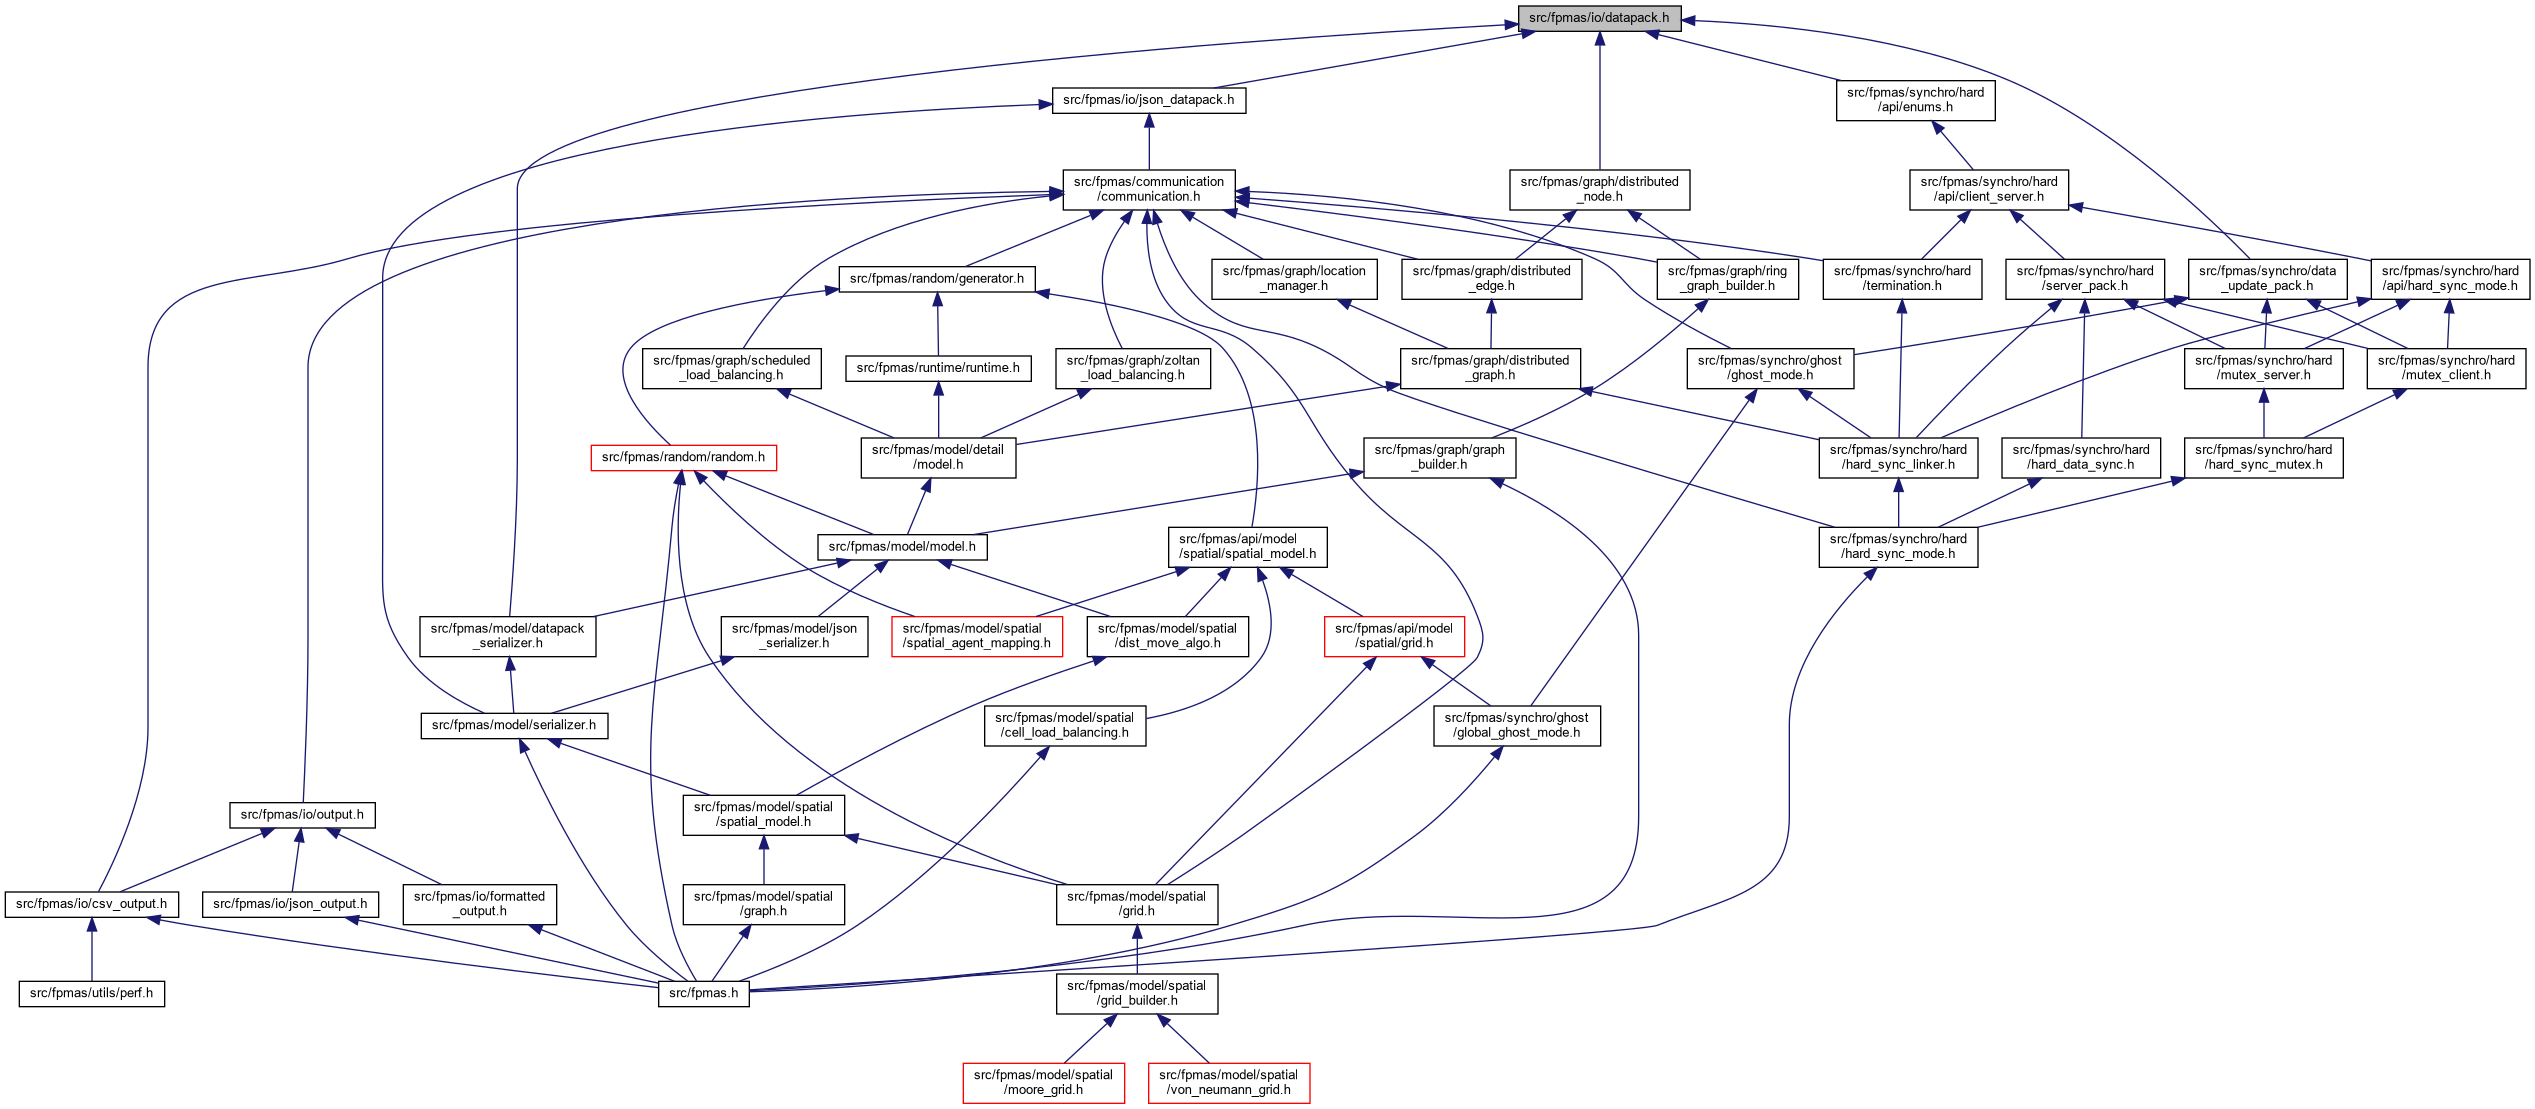 src/fpmas/io/datapack.h
src/fpmas/io/json_datapack.h
src/fpmas/synchro/hard
/api/enums.h
src/fpmas/communication
/communication.h
src/fpmas/graph/distributed
_node.h
src/fpmas/synchro/hard
/api/client_server.h
src/fpmas/random/generator.h
src/fpmas/graph/location
_manager.h
src/fpmas/graph/distributed
_edge.h
src/fpmas/graph/ring
_graph_builder.h
src/fpmas/synchro/hard
/termination.h
src/fpmas/synchro/hard
/server_pack.h
src/fpmas/synchro/data
_update_pack.h
src/fpmas/synchro/hard
/api/hard_sync_mode.h
src/fpmas/graph/scheduled
_load_balancing.h
src/fpmas/runtime/runtime.h
src/fpmas/graph/zoltan
_load_balancing.h
src/fpmas/graph/distributed
_graph.h
src/fpmas/synchro/ghost
/ghost_mode.h
src/fpmas/synchro/hard
/mutex_server.h
src/fpmas/synchro/hard
/mutex_client.h
src/fpmas/random/random.h
src/fpmas/model/detail
/model.h
src/fpmas/graph/graph
_builder.h
src/fpmas/synchro/hard
/hard_sync_linker.h
src/fpmas/synchro/hard
/hard_data_sync.h
src/fpmas/synchro/hard
/hard_sync_mutex.h
src/fpmas/model/model.h
src/fpmas/api/model
/spatial/spatial_model.h
src/fpmas/synchro/hard
/hard_sync_mode.h
src/fpmas/model/datapack
_serializer.h
src/fpmas/model/json
_serializer.h
src/fpmas/model/spatial
/spatial_agent_mapping.h
src/fpmas/model/spatial
/dist_move_algo.h
src/fpmas/api/model
/spatial/grid.h
src/fpmas/model/serializer.h
src/fpmas/model/spatial
/cell_load_balancing.h
src/fpmas/synchro/ghost
/global_ghost_mode.h
src/fpmas/io/output.h
src/fpmas/model/spatial
/spatial_model.h
src/fpmas/io/csv_output.h
src/fpmas/io/json_output.h
src/fpmas/io/formatted
_output.h
src/fpmas/model/spatial
/graph.h
src/fpmas/model/spatial
/grid.h
src/fpmas/utils/perf.h
src/fpmas.h
src/fpmas/model/spatial
/grid_builder.h
src/fpmas/model/spatial
/moore_grid.h
src/fpmas/model/spatial
/von_neumann_grid.h